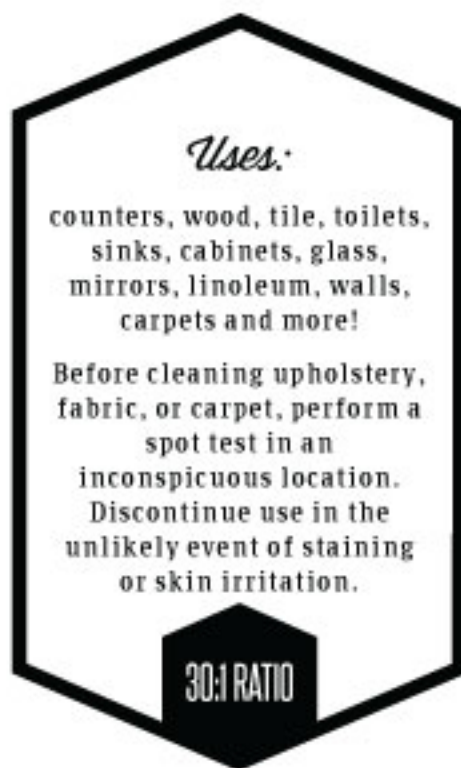 Uses:
counters, wood, tile, toilets,
sinks, cabinets, glass,
mirrors, linoleum, walls,
carpets and more!
Before cleaning upholstery,
fabric, or carpet, perform a
spot test in an
inconspicuous location.
Discontinue use in the
unlikely event of staining
or skin irritation.
30:1 RATIO